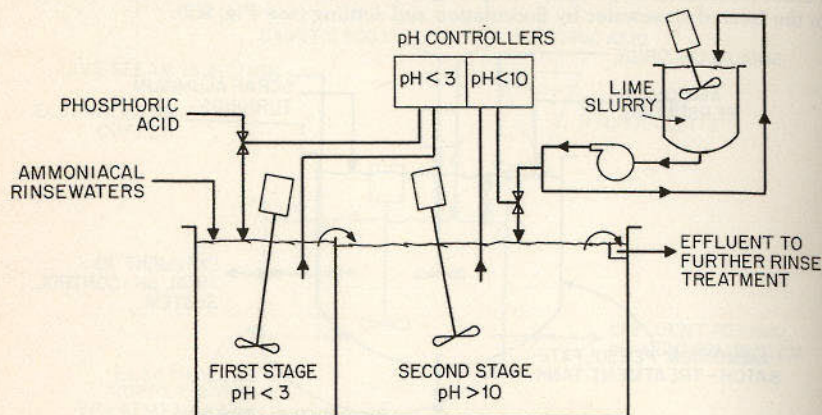 pH CONTROLLERS
pH < 3
pH<10
LIME
SLURRY
PHOSPHORIC
ACID
AMMONIACAL
RINSEWATERS
EFFLUENT TO
FURTHER RINSE
TREATMENT
FIRST STAGE
pH < 3
SECOND STAGE
pH > 10